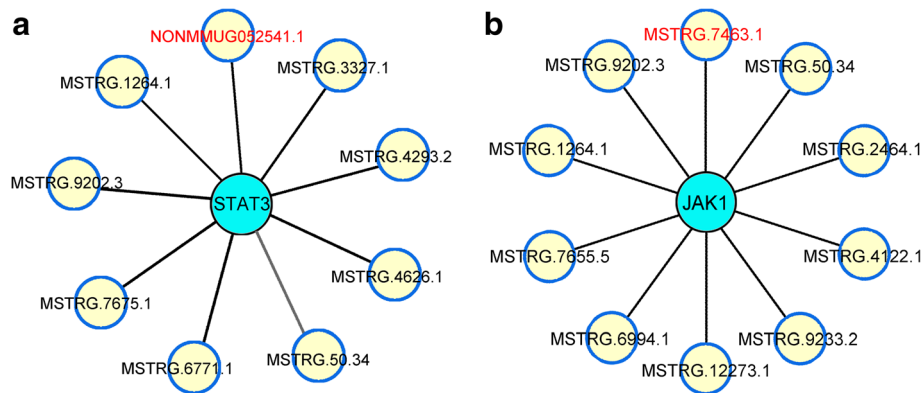 a
NONMMUG052541.1
MSTRG.1264.1
MSTRG.3327.1
MSTRG.4293.2
MSTRG.9202.3
STAT3
MSTRG.4626.1
MSTRG.7675.1
MSTRG.6771.1
MSTRG.50.34
b
MSTRG.7463.1
MSTRG.9202.3
MSTRG.50.34
MSTRG.1264.1
MSTRG.2464.1
JAK1
MSTRG.7655.5
MSTRG.4122.1
MSTRG.6994.1
MSTRG.9233.2
MSTRG.12273.1